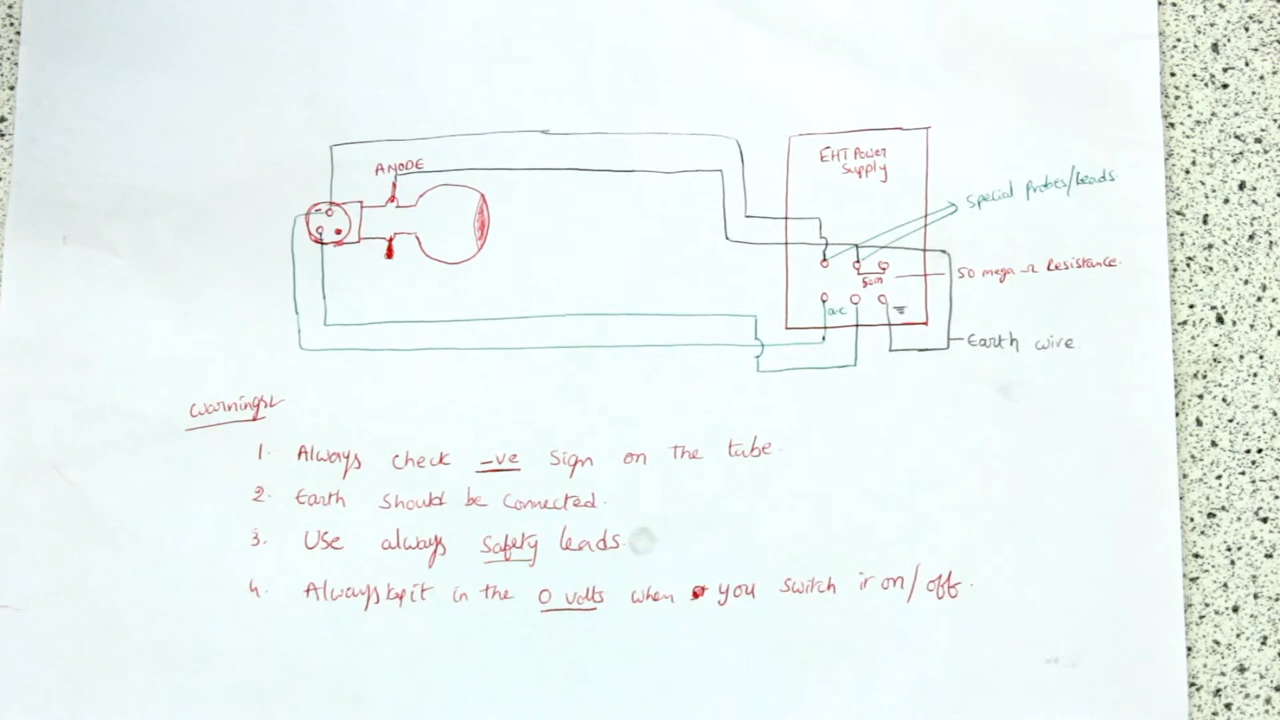 ANODE
EHT Power
Supply
Special Probes/Leads
50m
50 mega-Ω Resistance.
a.c
Earth wire
Warnings
1. Always check -ve sign on the tube.
2. Earth should be connected.
3. Use always safety leads.
4. Always kept it in the 0 volts when you switch it on/off.